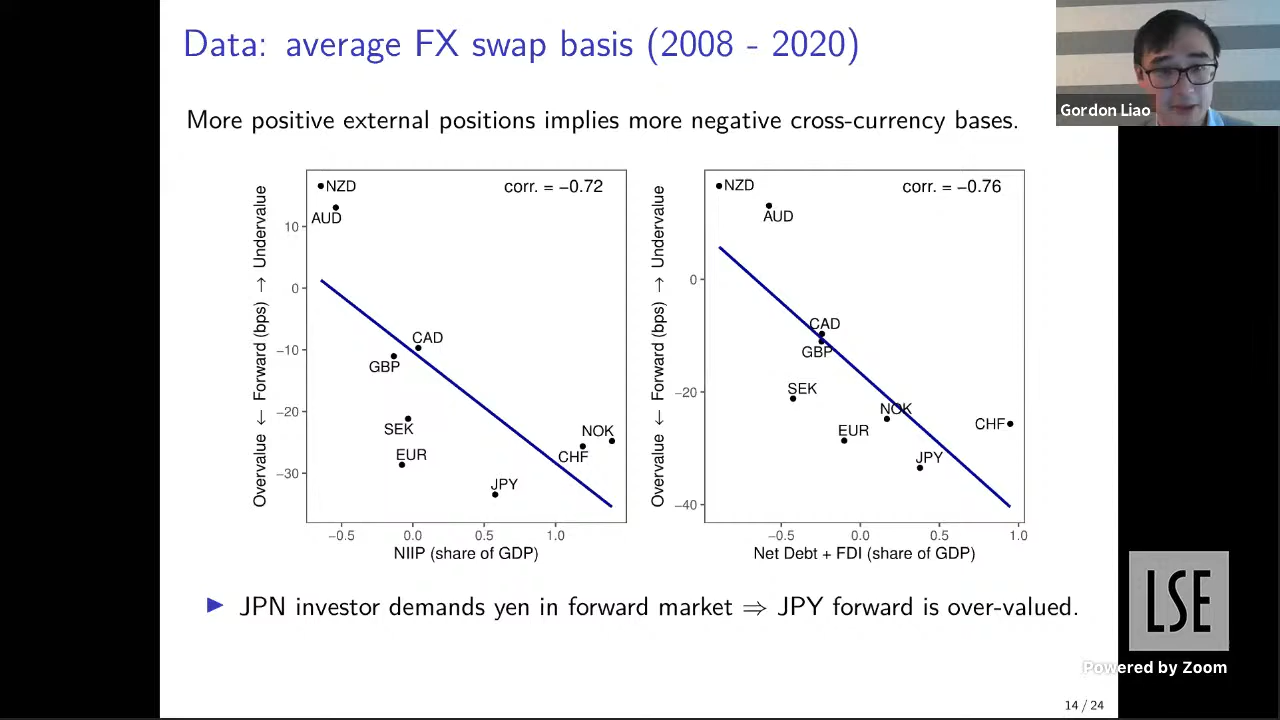 Data: average FX swap basis (2008 - 2020)
Gordon Liao
More positive external positions implies more negative cross-currency bases.
Overvalue ← Forward (bps) → Undervalue
10
0
−10
−20
−30
NZD
corr. = −0.72
AUD
CAD
GBP
SEK
NOK
EUR
CHF
JPY
−0.5
0.0
0.5
1.0
NIIP (share of GDP)
Overvalue ← Forward (bps) → Undervalue
0
−20
−40
NZD
corr. = −0.76
AUD
CAD
GBP
SEK
NOK
CHF
EUR
JPY
−0.5
0.0
0.5
1.0
Net Debt + FDI (share of GDP)
▶ JPN investor demands yen in forward market ⇒ JPY forward is over-valued.
LSE
Powered by Zoom
14 / 24